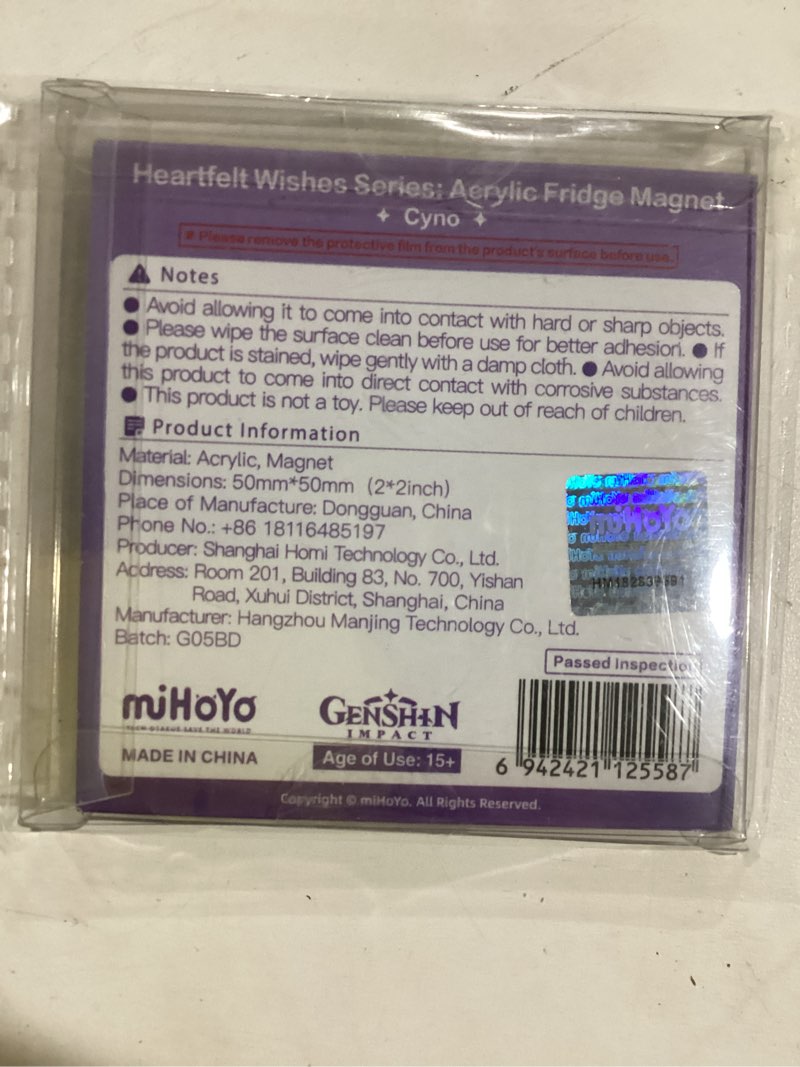 Heartfelt Wishes Series: Acrylic Fridge Magnet
Cyno
# Please remove the protective film from the product's surface before use.
Notes
● Avoid allowing it to come into contact with hard or sharp objects.
● Please wipe the surface clean before use for better adhesion. ● If
the product is stained, wipe gently with a damp cloth. ● Avoid allowing
this product to come into direct contact with corrosive substances.
● This product is not a toy. Please keep out of reach of children.
Product Information
Material: Acrylic, Magnet
Dimensions: 50mm*50mm (2*2inch)
Place of Manufacture: Dongguan, China
Phone No.: +86 18116485197
Producer: Shanghai Homi Technology Co., Ltd.
Address: Room 201, Building 83, No. 700, Yishan
Road, Xuhui District, Shanghai, China
Manufacturer: Hangzhou Manjing Technology Co., Ltd.
Batch: G05BD
miHoYo
Passed Inspection
miHoYo
TECH OTAKUS SAVE THE WORLD
GENSHIN
IMPACT
MADE IN CHINA
Age of Use: 15+
6 942421 125587
Copyright © miHoYo. All Rights Reserved.